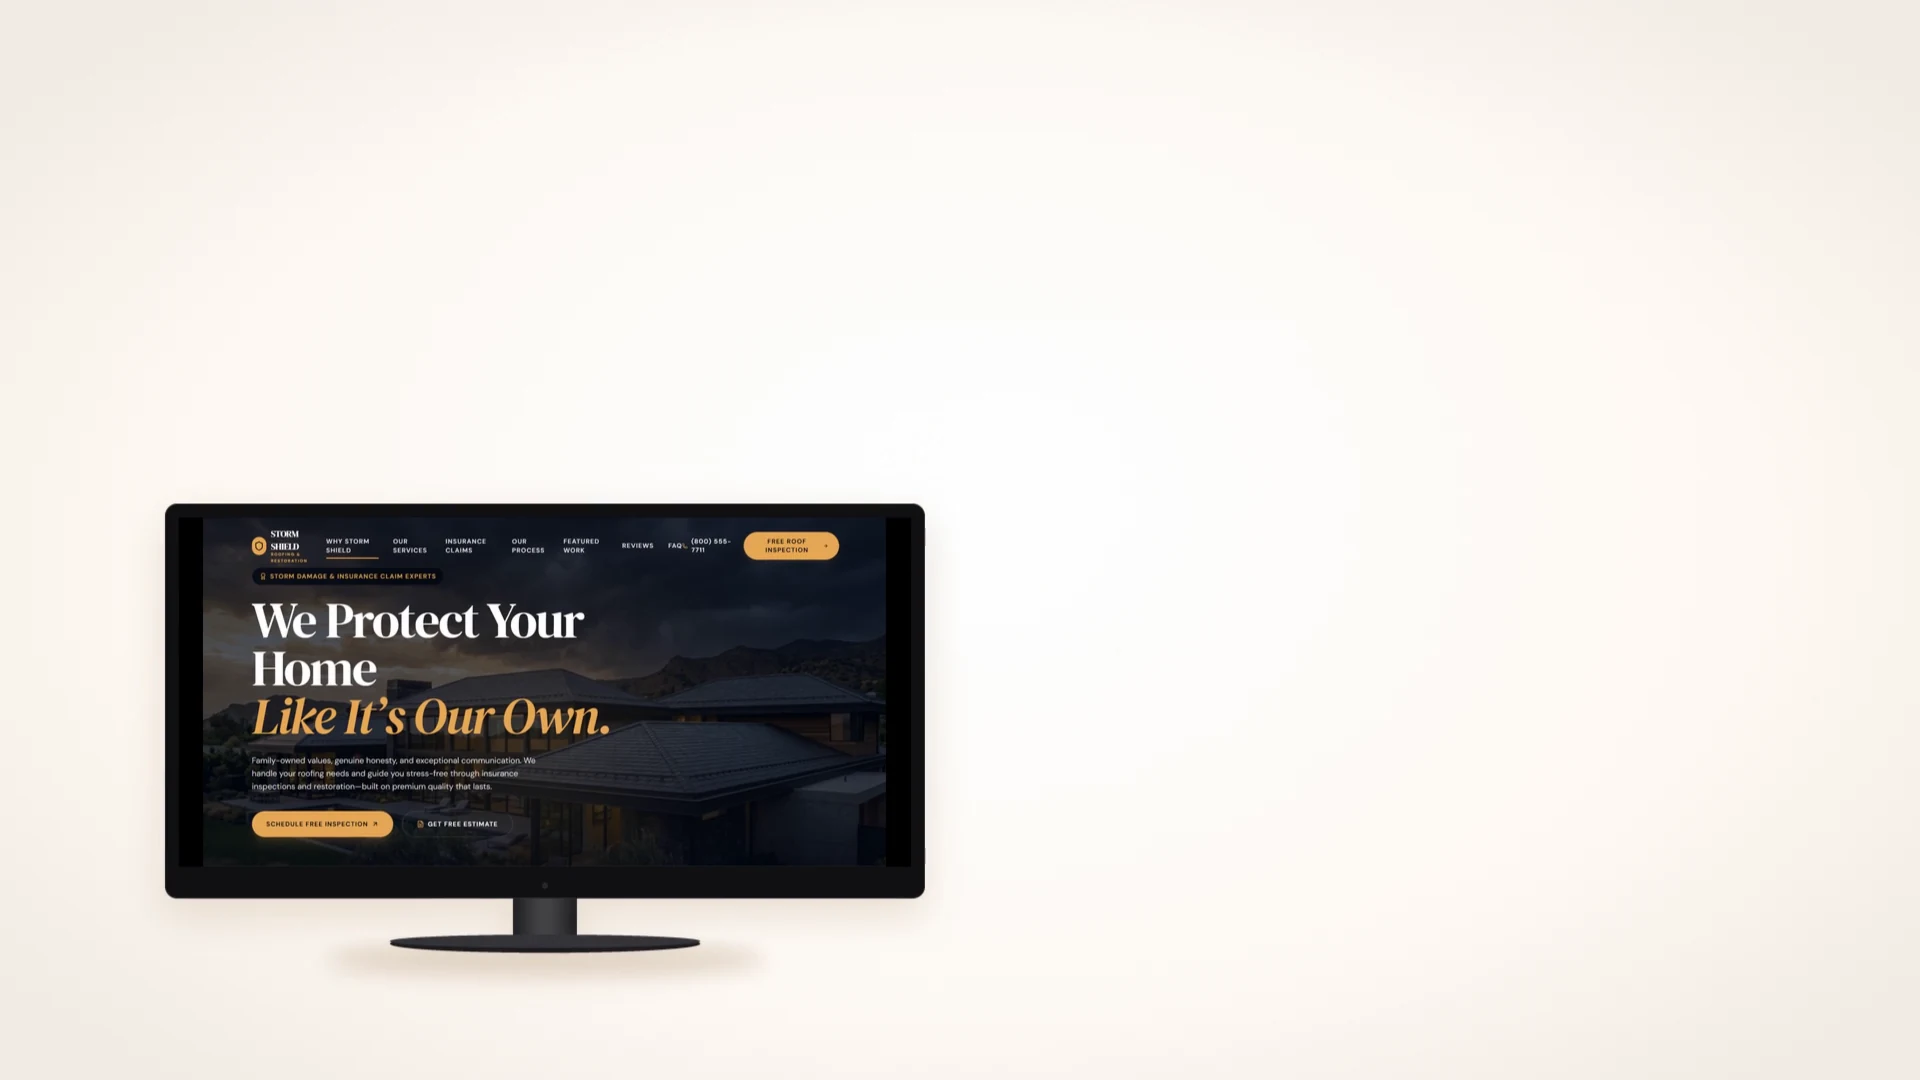 STORM
SHIELD
ROOFING &
RESTORATION
WHY STORM
SHIELD
OUR
SERVICES
INSURANCE
CLAIMS
OUR
PROCESS
FEATURED
WORK
REVIEWS
FAQ
(800) 555-
7711
FREE ROOF
INSPECTION
STORM DAMAGE & INSURANCE CLAIM EXPERTS
We Protect Your
Home
Like It’s Our Own.
Family-owned values, genuine honesty, and exceptional communication. We
handle your roofing needs and guide you stress-free through insurance
inspections and restoration—built on premium quality that lasts.
SCHEDULE FREE INSPECTION
GET FREE ESTIMATE